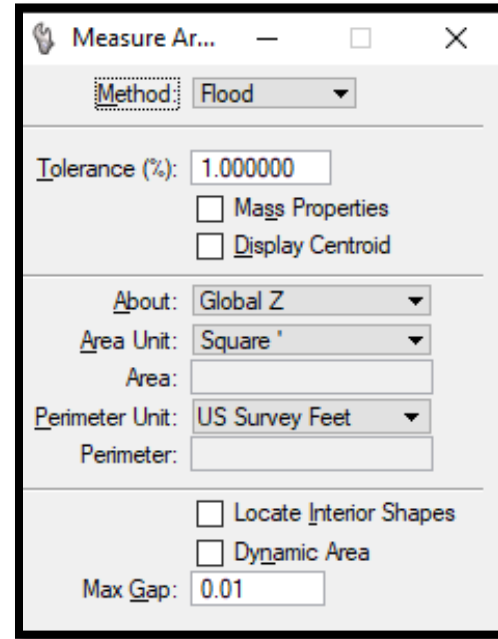 Measure Ar...
Method: Flood
Tolerance (%): 1.000000
Mass Properties
Display Centroid
About: Global Z
Area Unit: Square '
Area:
Perimeter Unit: US Survey Feet
Perimeter:
Locate Interior Shapes
Dynamic Area
Max Gap: 0.01